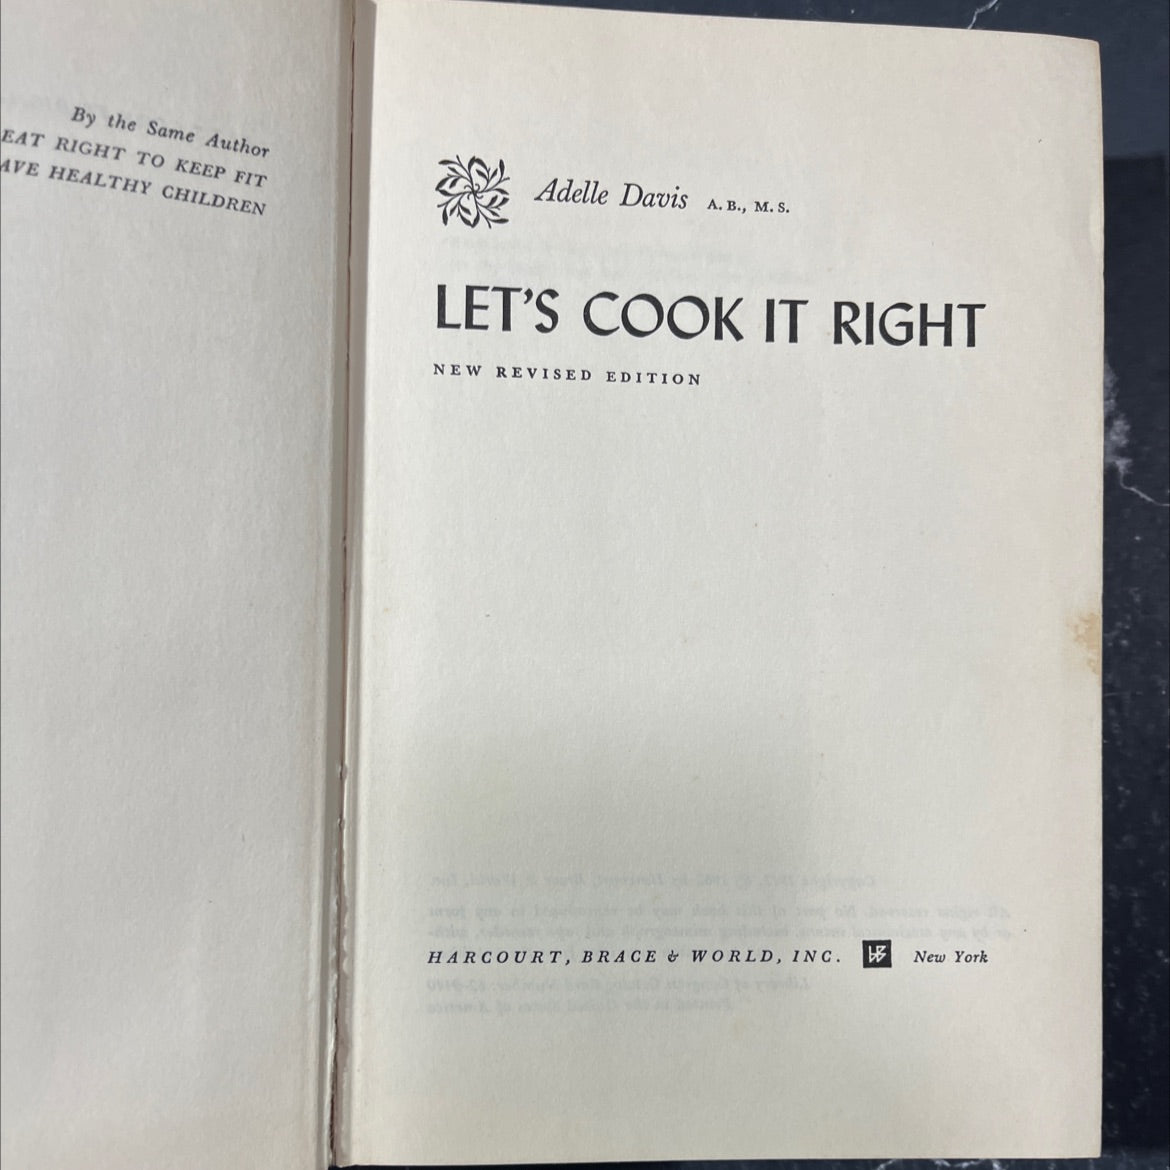 By the Same Author
EAT RIGHT TO KEEP FIT
HEALTHY CHILDREN
Adelle Davis A.B., M.S.
LET'S COOK IT RIGHT
NEW REVISED EDITION
HARCOURT, BRACE & WORLD, INC. New York